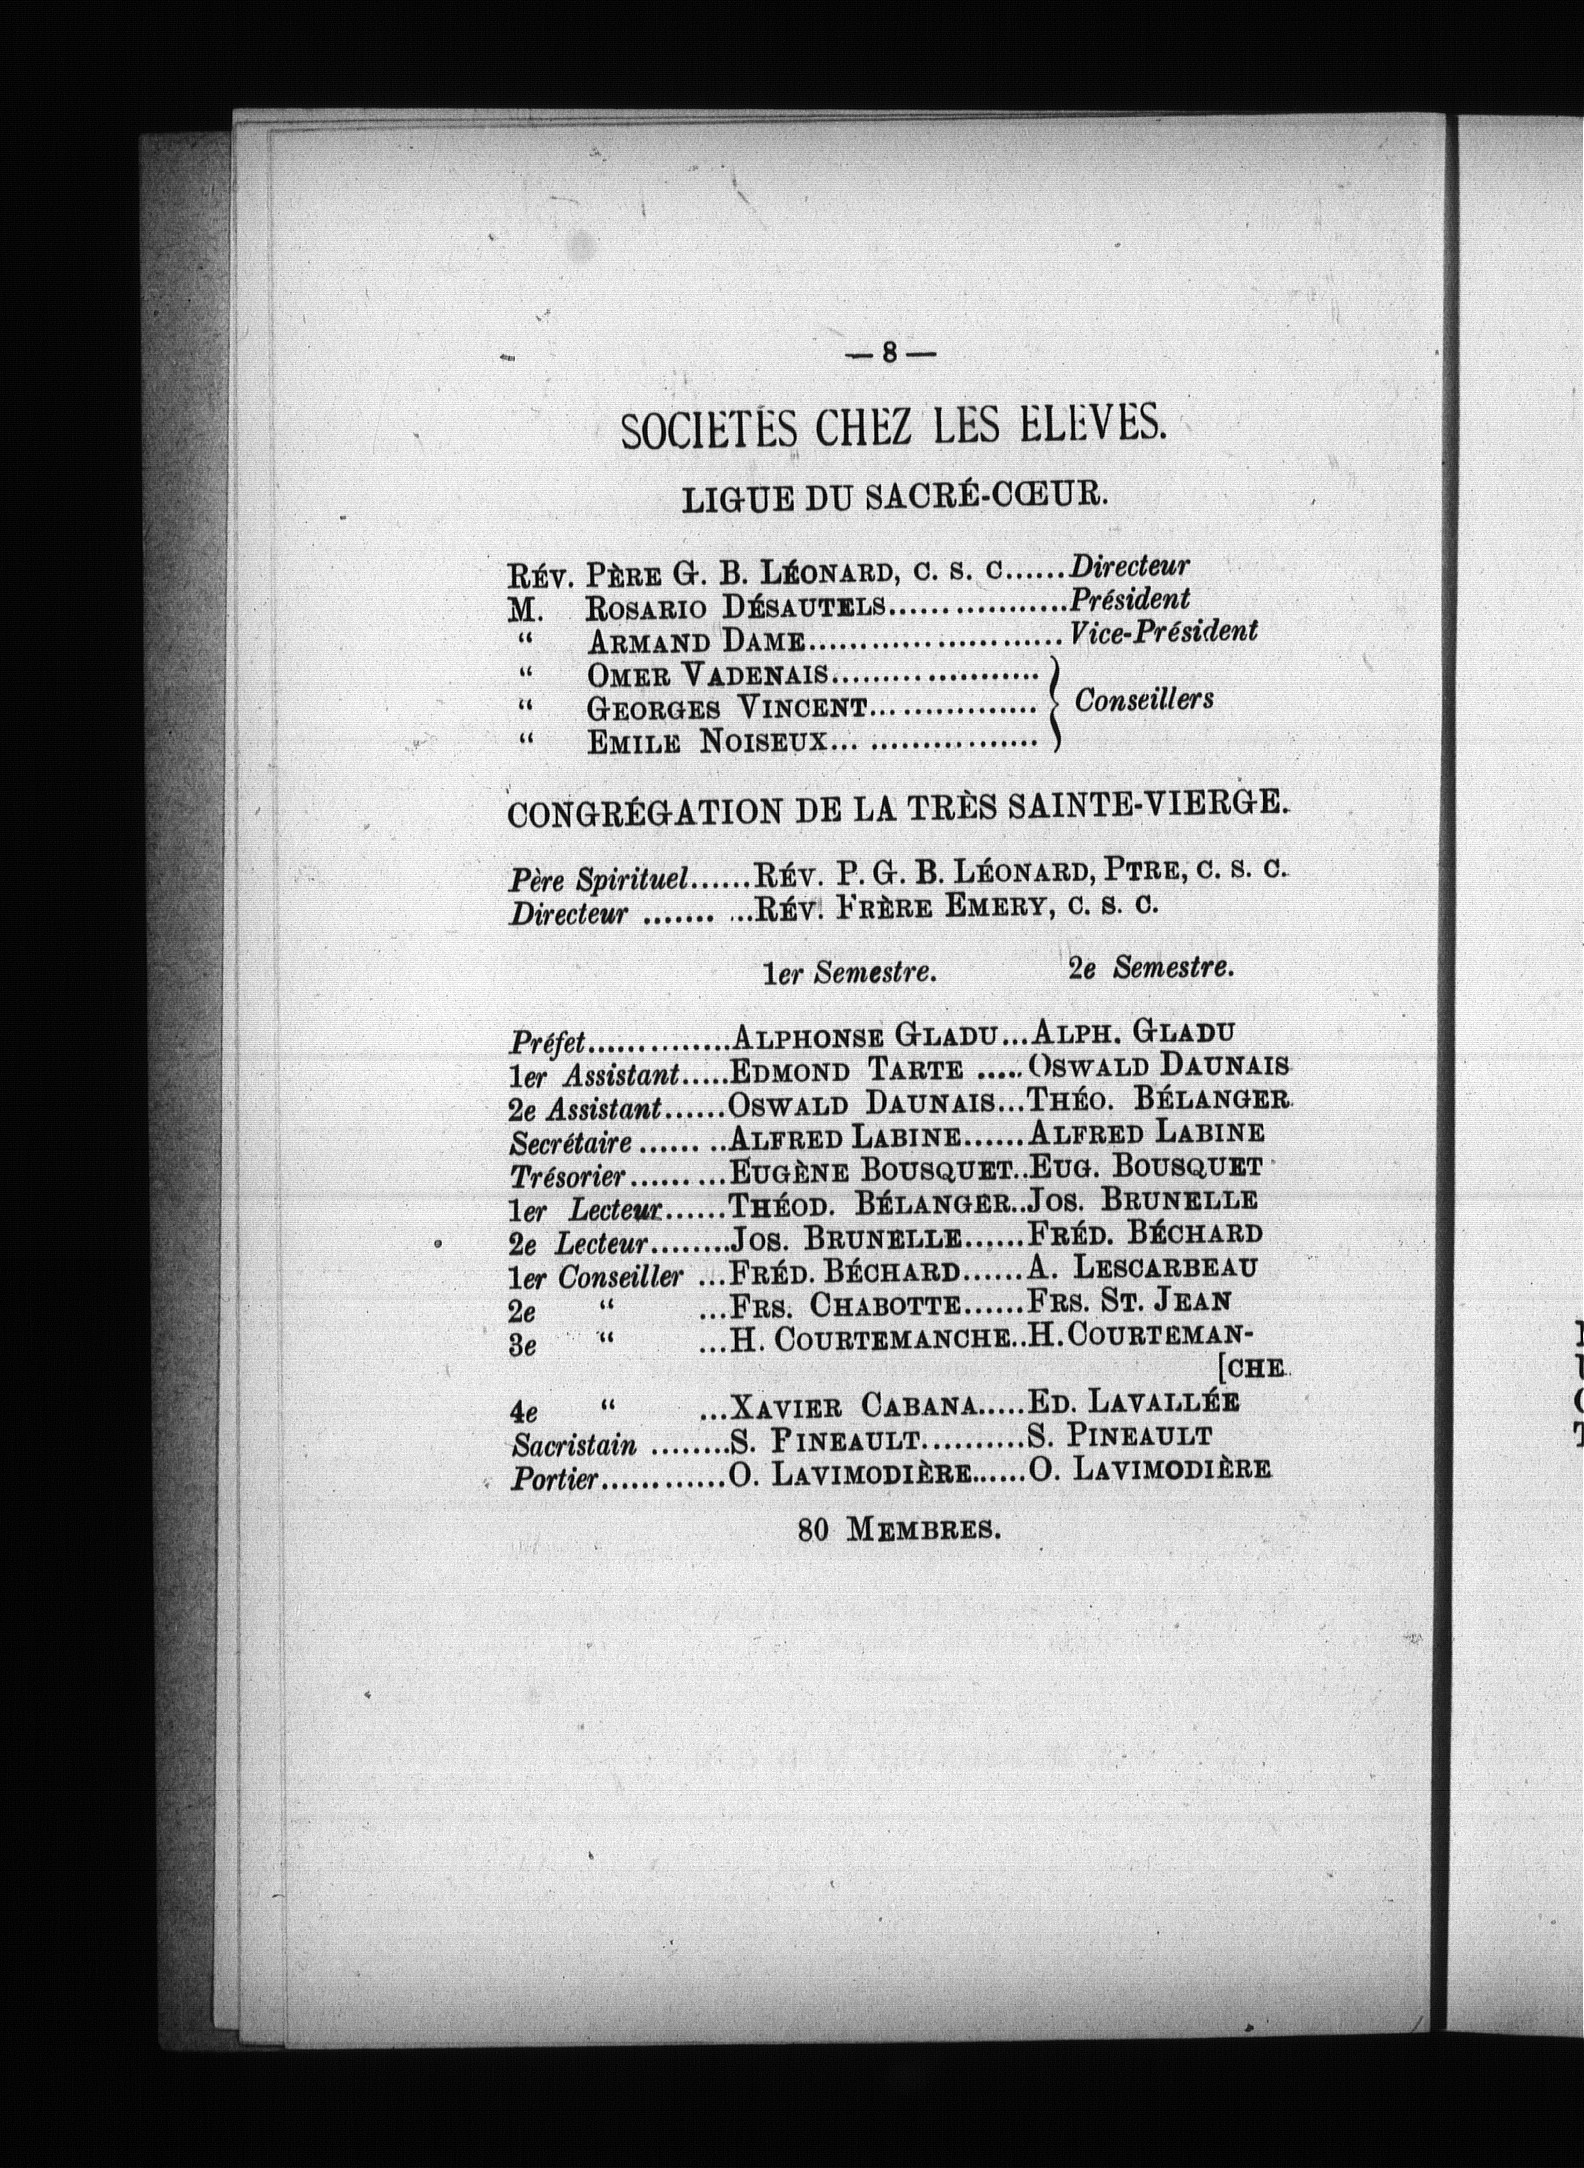 — 8 —
SOCIETÉS CHEZ LES ELEVES.
LIGUE DU SACRÉ-CŒUR.
RÉV. PÈRE G. B. LÉONARD, C. S. C......Directeur
M. ROSARIO DÉSAUTELS.................Président
“ ARMAND DAME........................Vice-Président
“ OMER VADENAIS....................
“ GEORGES VINCENT................ } Conseillers
“ EMILE NOISEUX... ................
CONGRÉGATION DE LA TRÈS SAINTE-VIERGE.
Père Spirituel......RÉV. P. G. B. LÉONARD, PTRE, C. S. C.
Directeur ....... ...RÉV. FRÈRE EMERY, C. S. C.
1er Semestre. 2e Semestre.
Préfet..............ALPHONSE GLADU...ALPH. GLADU
1er Assistant.....EDMOND TARTE .....OSWALD DAUNAIS
2e Assistant......OSWALD DAUNAIS...THÉO. BÉLANGER
Secrétaire ...... ..ALFRED LABINE......ALFRED LABINE
Trésorier...... ...EUGÈNE BOUSQUET..EUG. BOUSQUET
1er Lecteur......THÉOD. BÉLANGER..JOS. BRUNELLE
2e Lecteur........JOS. BRUNELLE......FRÉD. BÉCHARD
1er Conseiller ...FRÉD. BÉCHARD......A. LESCARBEAU
2e “ ...FRS. CHABOTTE......FRS. ST. JEAN
3e “ ...H. COURTEMANCHE..H. COURTEMAN-
[CHE
4e “ ...XAVIER CABANA.....ED. LAVALLÉE
Sacristain ........S. PINEAULT..........S. PINEAULT
Portier............O. LAVIMODIÈRE......O. LAVIMODIÈRE
80 MEMBRES.